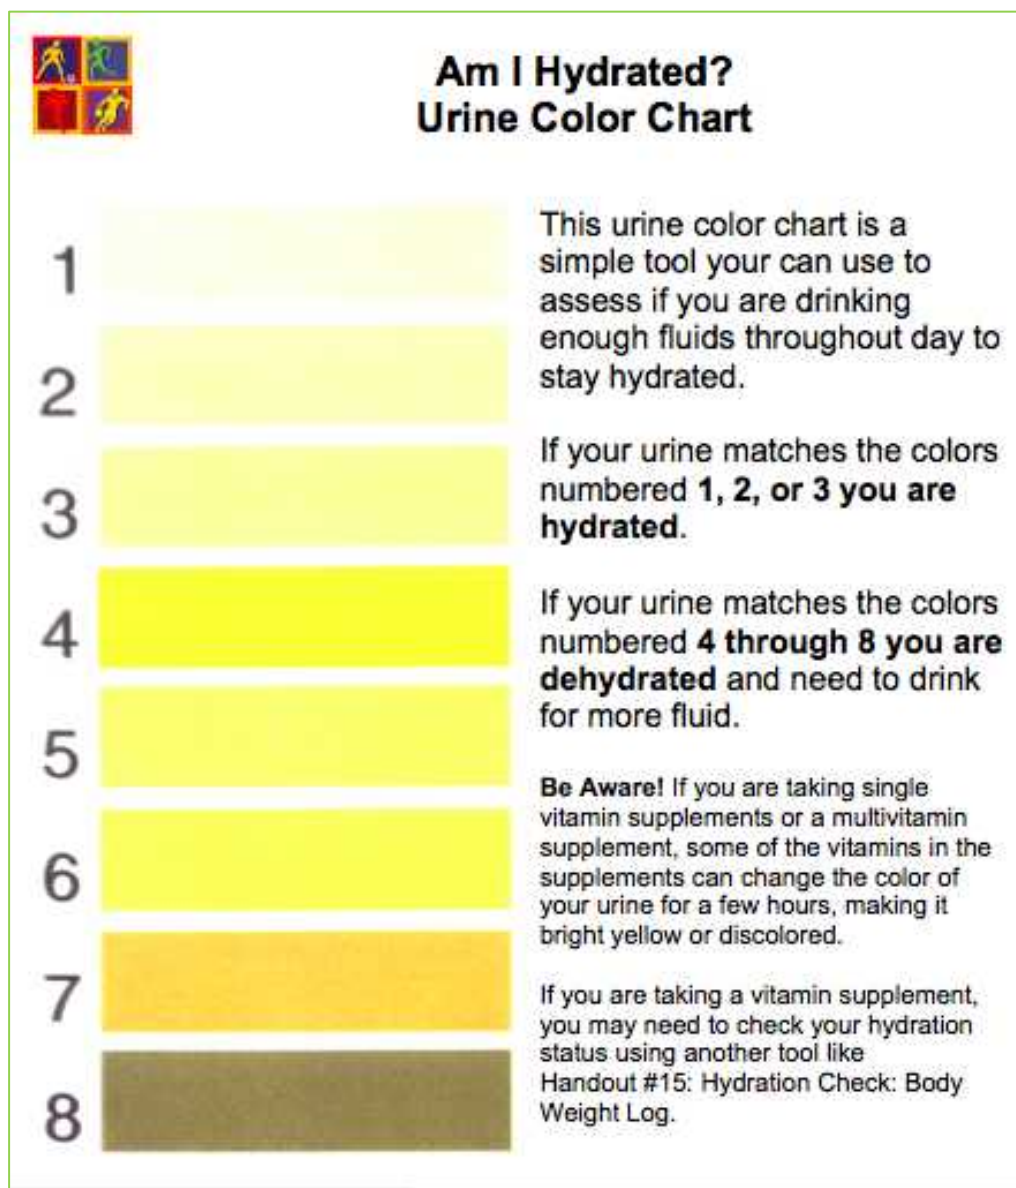 Am I Hydrated?
Urine Color Chart
1
This urine color chart is a
simple tool your can use to
assess if you are drinking
enough fluids throughout day to
stay hydrated.
2
3
If your urine matches the colors
numbered 1, 2, or 3 you are
hydrated.
4
If your urine matches the colors
numbered 4 through 8 you are
dehydrated and need to drink
for more fluid.
5
6
Be Aware! If you are taking single
vitamin supplements or a multivitamin
supplement, some of the vitamins in the
supplements can change the color of
your urine for a few hours, making it
bright yellow or discolored.
7
8
If you are taking a vitamin supplement,
you may need to check your hydration
status using another tool like
Handout #15: Hydration Check: Body
Weight Log.